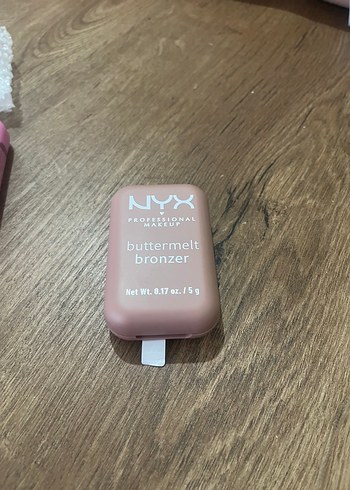 NYX
PROFESSIONAL
MAKEUP
buttermelt
bronzer
Net Wt. 0.17 oz. / 5 g